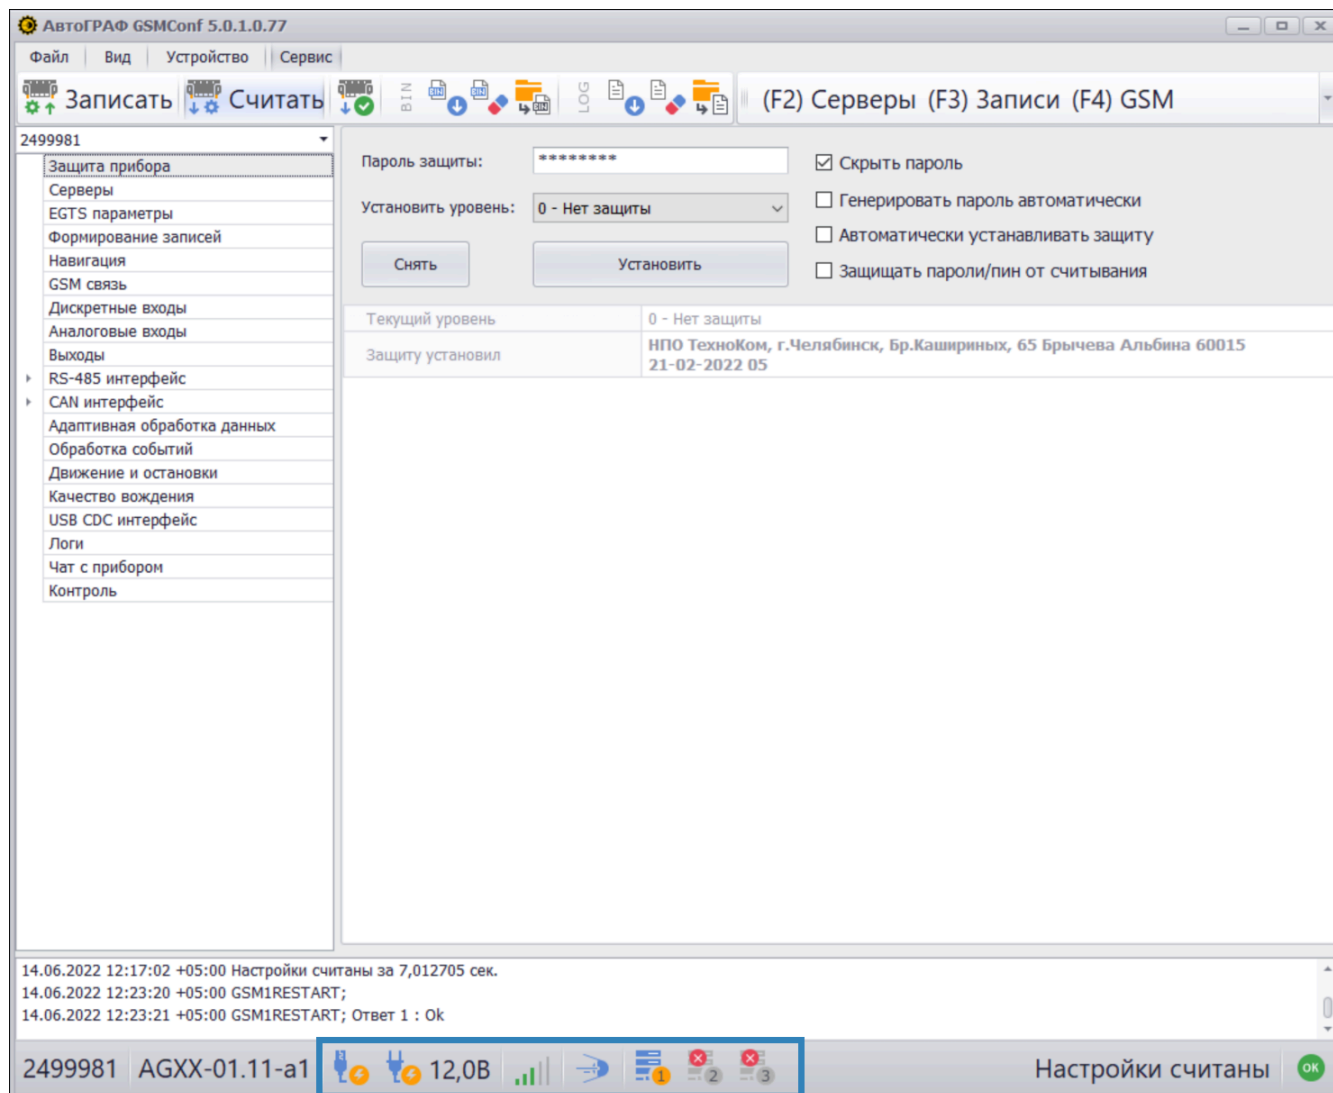 АвтоГРАФ GSMConf 5.0.1.0.77
Файл Вид Устройство Сервис
Записать Считать BIN LOG (F2) Серверы (F3) Записи (F4) GSM
2499981
Защита прибора
Серверы
EGTS параметры
Формирование записей
Навигация
GSM связь
Дискретные входы
Аналоговые входы
Выходы
RS-485 интерфейс
CAN интерфейс
Адаптивная обработка данных
Обработка событий
Движение и остановки
Качество вождения
USB CDC интерфейс
Логи
Чат с прибором
Контроль
Пароль защиты: ********
Скрыть пароль
Установить уровень: 0 - Нет защиты
Генерировать пароль автоматически
Автоматически устанавливать защиту
Снять Установить
Защищать пароли/пин от считывания
Текущий уровень 0 - Нет защиты
Защиту установил НПО ТехноКом, г.Челябинск, Бр.Кашириных, 65 Брычева Альбина 60015
21-02-2022 05
14.06.2022 12:17:02 +05:00 Настройки считаны за 7,012705 сек.
14.06.2022 12:23:20 +05:00 GSM1RESTART;
14.06.2022 12:23:21 +05:00 GSM1RESTART; Ответ 1 : Ok
2499981 AGXX-01.11-a1 12,0В 1 2 3 Настройки считаны OK